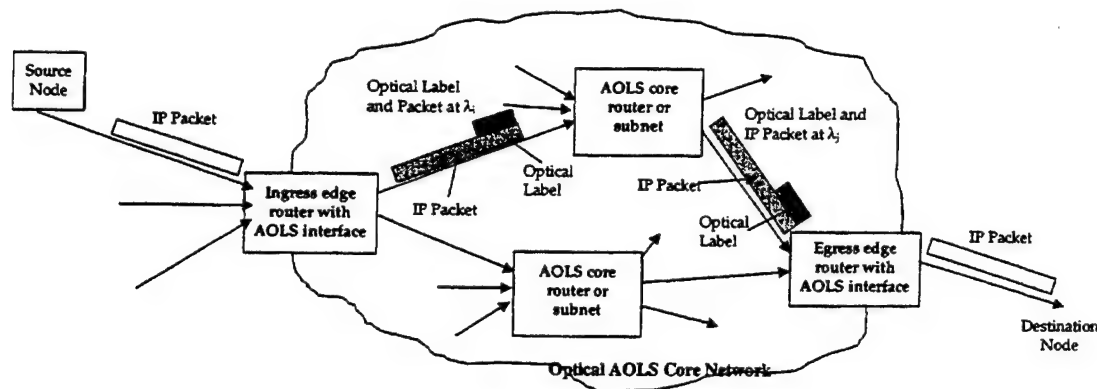 Source
Node
IP Packet
Ingress edge
router with
AOLS interface
Optical Label
and Packet at λi
IP Packet
Optical
Label
AOLS core
router or
subnet
Optical Label and
IP Packet at λj
IP Packet
Optical
Label
AOLS core
router or
subnet
Egress edge
router with
AOLS interface
IP Packet
Destination
Node
Optical AOLS Core Network